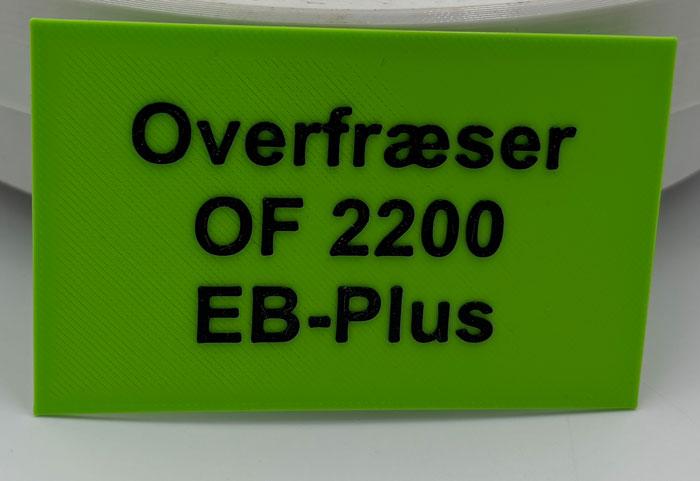 Overfræser
OF 2200
EB-Plus